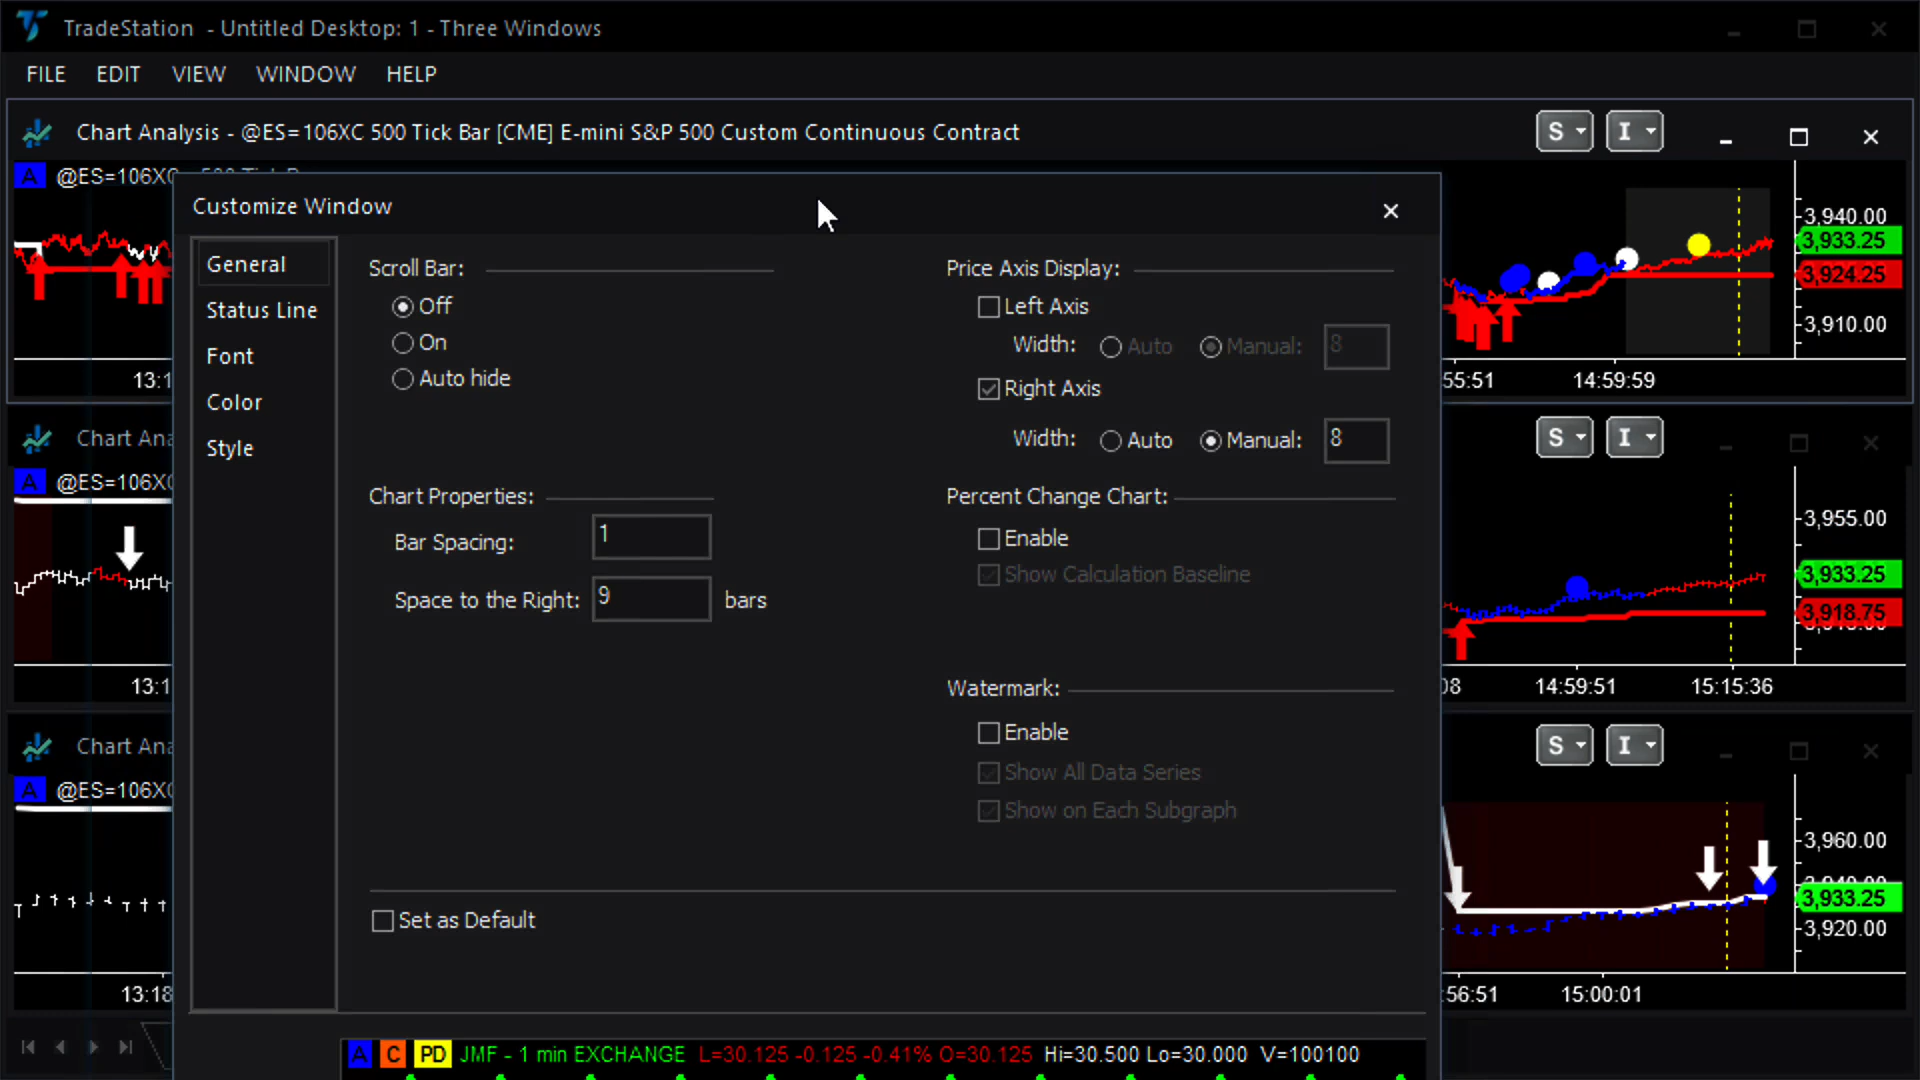 TradeStation - Untitled Desktop: 1 - Three Windows
FILE EDIT VIEW WINDOW HELP
Chart Analysis - @ES=106XC 500 Tick Bar [CME] E-mini S&P 500 Custom Continuous Contract
S I
A @ES=106XC
Customize Window
General
Status Line
Font
Color
Style
Scroll Bar:
Off
On
Auto hide
Chart Properties:
Bar Spacing: 1
Space to the Right: 9 bars
Price Axis Display:
Left Axis
Width: Auto Manual: 8
Right Axis
Width: Auto Manual: 8
Percent Change Chart:
Enable
Show Calculation Baseline
Watermark:
Enable
Show All Data Series
Show on Each Subgraph
Set as Default
A C PD JMF - 1 min EXCHANGE L=30.125 -0.125 -0.41% O=30.125 Hi=30.500 Lo=30.000 V=100100
3,940.00
3,933.25
3,924.25
3,910.00
13:1
55:51 14:59:59
Chart Ana
S I
A @ES=106XC
3,955.00
3,933.25
3,918.75
13:1
08 14:59:51 15:15:36
Chart Ana
S I
A @ES=106XC
3,960.00
3,933.25
3,920.00
13:18
:56:51 15:00:01